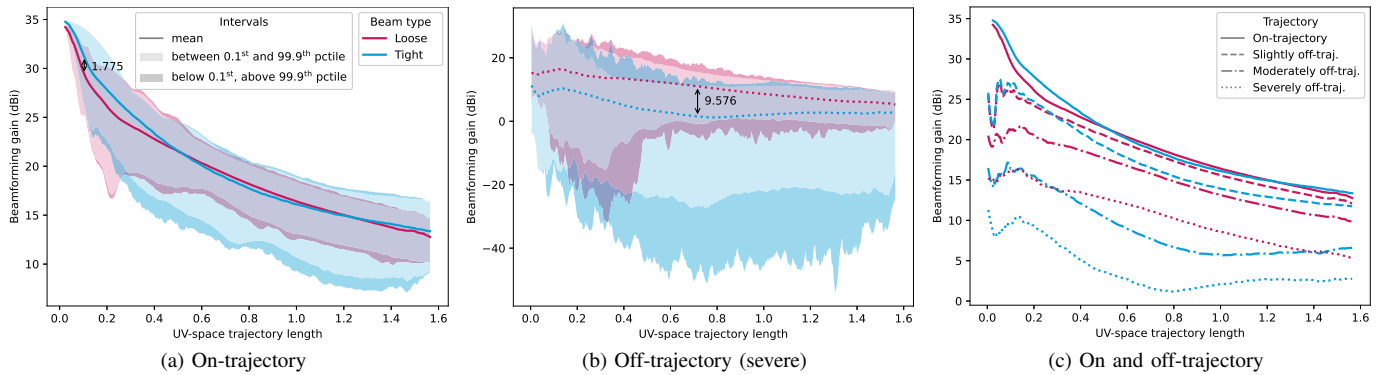 Beamforming gain (dBi)
35
30
25
20
15
10
0.0 0.2 0.4 0.6 0.8 1.0 1.2 1.4 1.6
UV-space trajectory length
Intervals
mean
between 0.1st and 99.9th pctile
below 0.1st, above 99.9th pctile
Beam type
Loose
Tight
1.775
(a) On-trajectory
Beamforming gain (dBi)
20
0
−20
−40
0.0 0.2 0.4 0.6 0.8 1.0 1.2 1.4 1.6
UV-space trajectory length
9.576
(b) Off-trajectory (severe)
Beamforming gain (dBi)
35
30
25
20
15
10
5
0
0.0 0.2 0.4 0.6 0.8 1.0 1.2 1.4 1.6
UV-space trajectory length
Trajectory
On-trajectory
Slightly off-traj.
Moderately off-traj.
Severely off-traj.
(c) On and off-trajectory